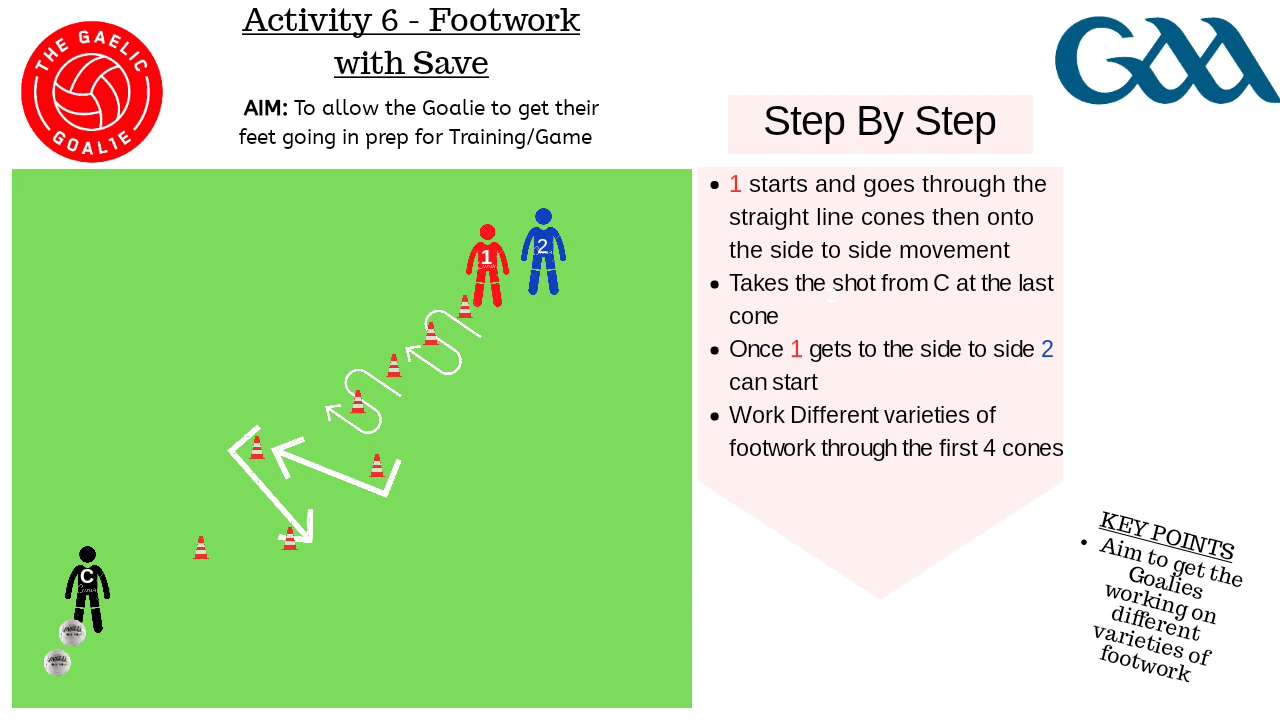 THE GAELIC
GOAL1E
Activity 6 - Footwork
with Save
AIM: To allow the Goalie to get their
feet going in prep for Training/Game
GAA
Step By Step
1 starts and goes through the
straight line cones then onto
the side to side movement
Takes the shot from C at the last
cone
Once 1 gets to the side to side 2
can start
Work Different varieties of
footwork through the first 4 cones
2
1
2
C
KEY POINTS
Aim to get the
Goalies
working on
different
varieties of
footwork